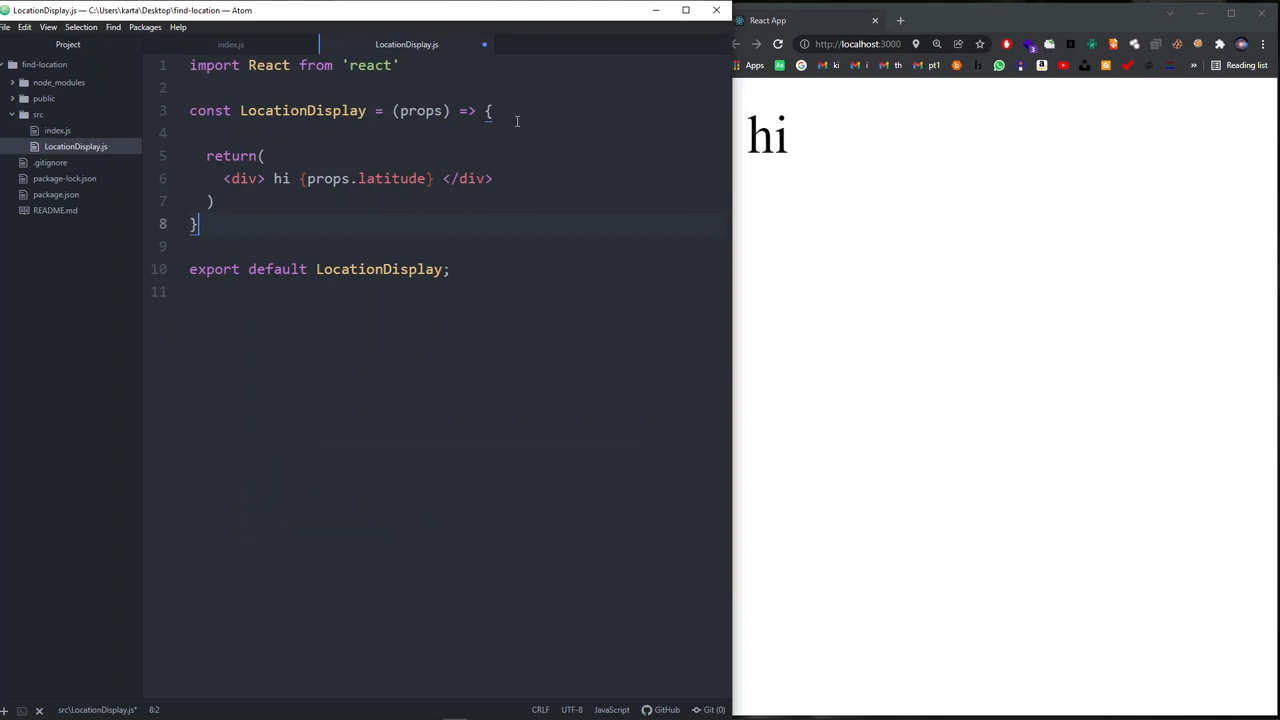 LocationDisplay.js — C:\Users\karta\Desktop\find-location — Atom
File Edit View Selection Find Packages Help
Project
find-location
node_modules
public
src
index.js
LocationDisplay.js
.gitignore
package-lock.json
package.json
README.md
index.js LocationDisplay.js
1 import React from 'react'
2
3 const LocationDisplay = (props) => {
4
5 return(
6 <div> hi {props.latitude} </div>
7 )
8 }
9
10 export default LocationDisplay;
11
src\LocationDisplay.js* 8:2 CRLF UTF-8 JavaScript GitHub Git (0)
React App
http://localhost:3000
Apps ki i th pt1 Reading list
hi